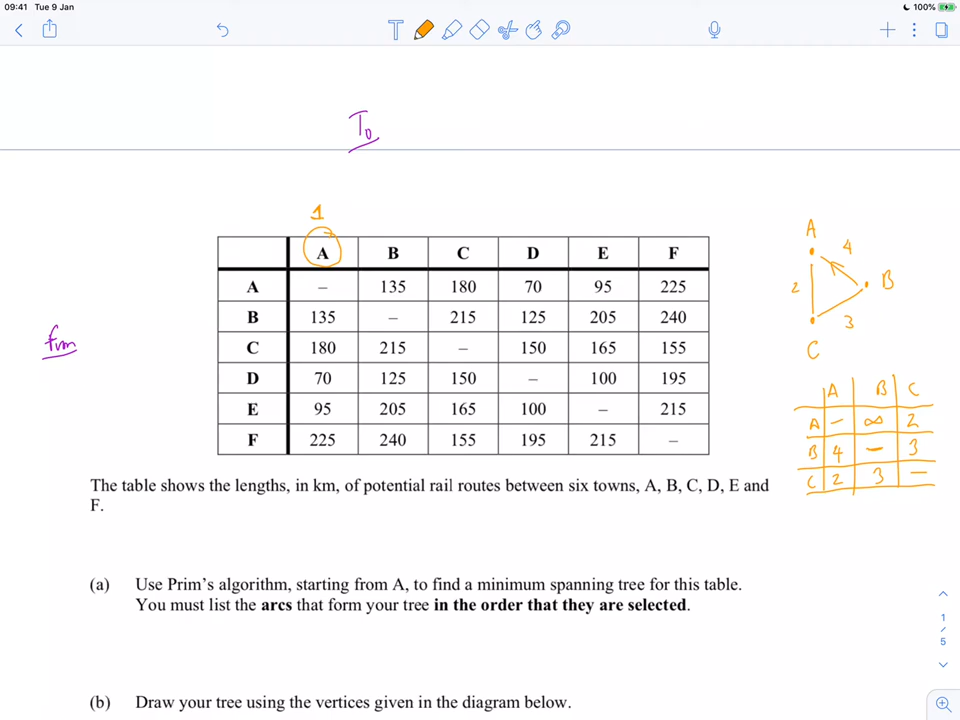 09:41 Tue 9 Jan
100%
T
To
1
A B C D E F
A – 135 180 70 95 225
B 135 – 215 125 205 240
C 180 215 – 150 165 155
D 70 125 150 – 100 195
E 95 205 165 100 – 215
F 225 240 155 195 215 –
from
A
4
2
B
3
C
A B C
A – ∞ 2
B 4 – 3
C 2 3 –
The table shows the lengths, in km, of potential rail routes between six towns, A, B, C, D, E and
F.
(a) Use Prim's algorithm, starting from A, to find a minimum spanning tree for this table.
You must list the arcs that form your tree in the order that they are selected.
1
/
5
(b) Draw your tree using the vertices given in the diagram below.